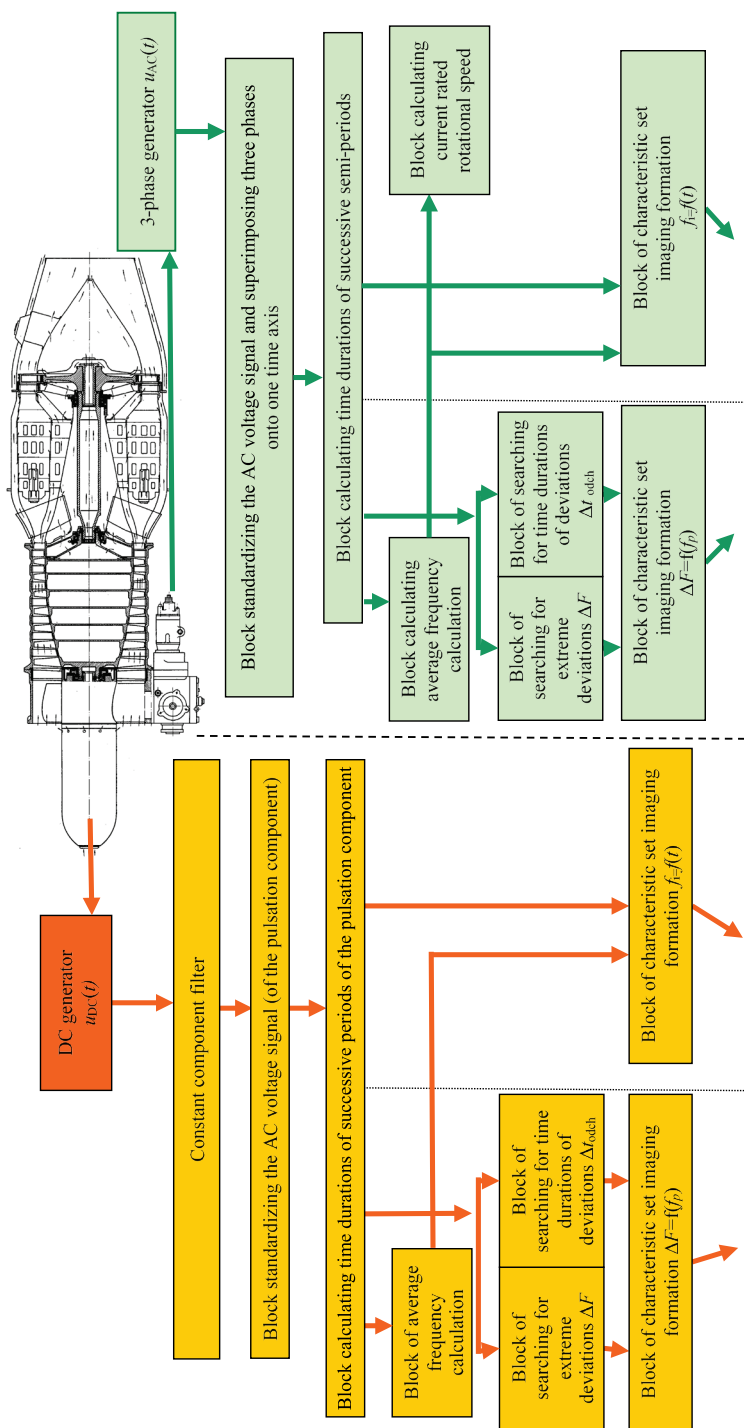 DC generator
uDC(t)
Constant component filter
Block standardizing the AC voltage signal (of the pulsation component)
Block calculating time durations of successive periods of the pulsation component
Block of average
frequency
calculation
Block of
searching for
extreme
deviations ΔF
Block of
searching for time
durations of
deviations Δtodch
Block of characteristic set imaging
formation ΔF=f(fp)
Block of characteristic set imaging
formation fi=f(t)
3-phase generator uAC(t)
Block standardizing the AC voltage signal and superimposing three phases
onto one time axis
Block calculating time durations of successive semi-periods
Block calculating
average frequency
calculation
Block calculating
current rated
rotational speed
Block of
searching for
extreme
deviations ΔF
Block of searching
for time durations
of deviations
Δt odch
Block of characteristic set
imaging formation
ΔF=f(fp)
Block of characteristic set
imaging formation
fi=f(t)